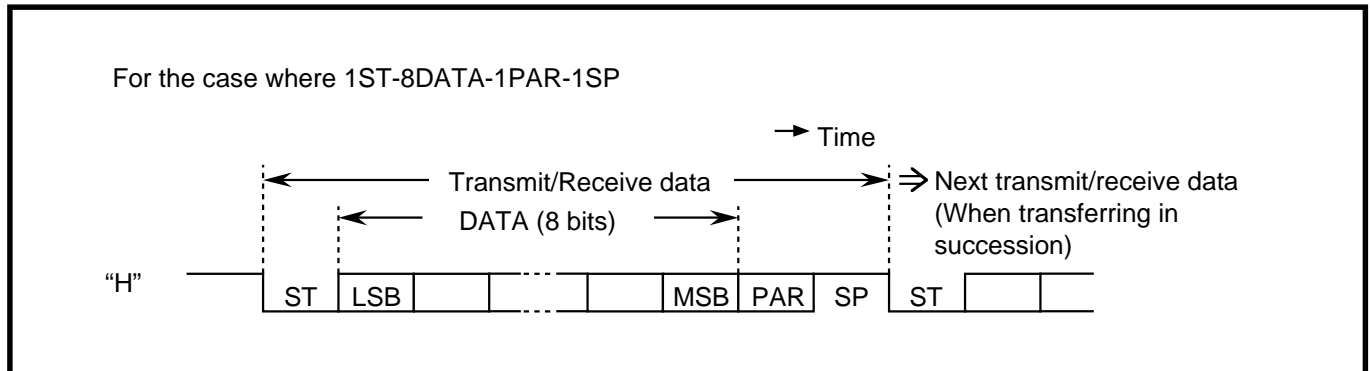 For the case where 1ST-8DATA-1PAR-1SP
Time
Transmit/Receive data
Next transmit/receive data
(When transferring in
succession)
DATA (8 bits)
“H”
ST LSB MSB PAR SP ST